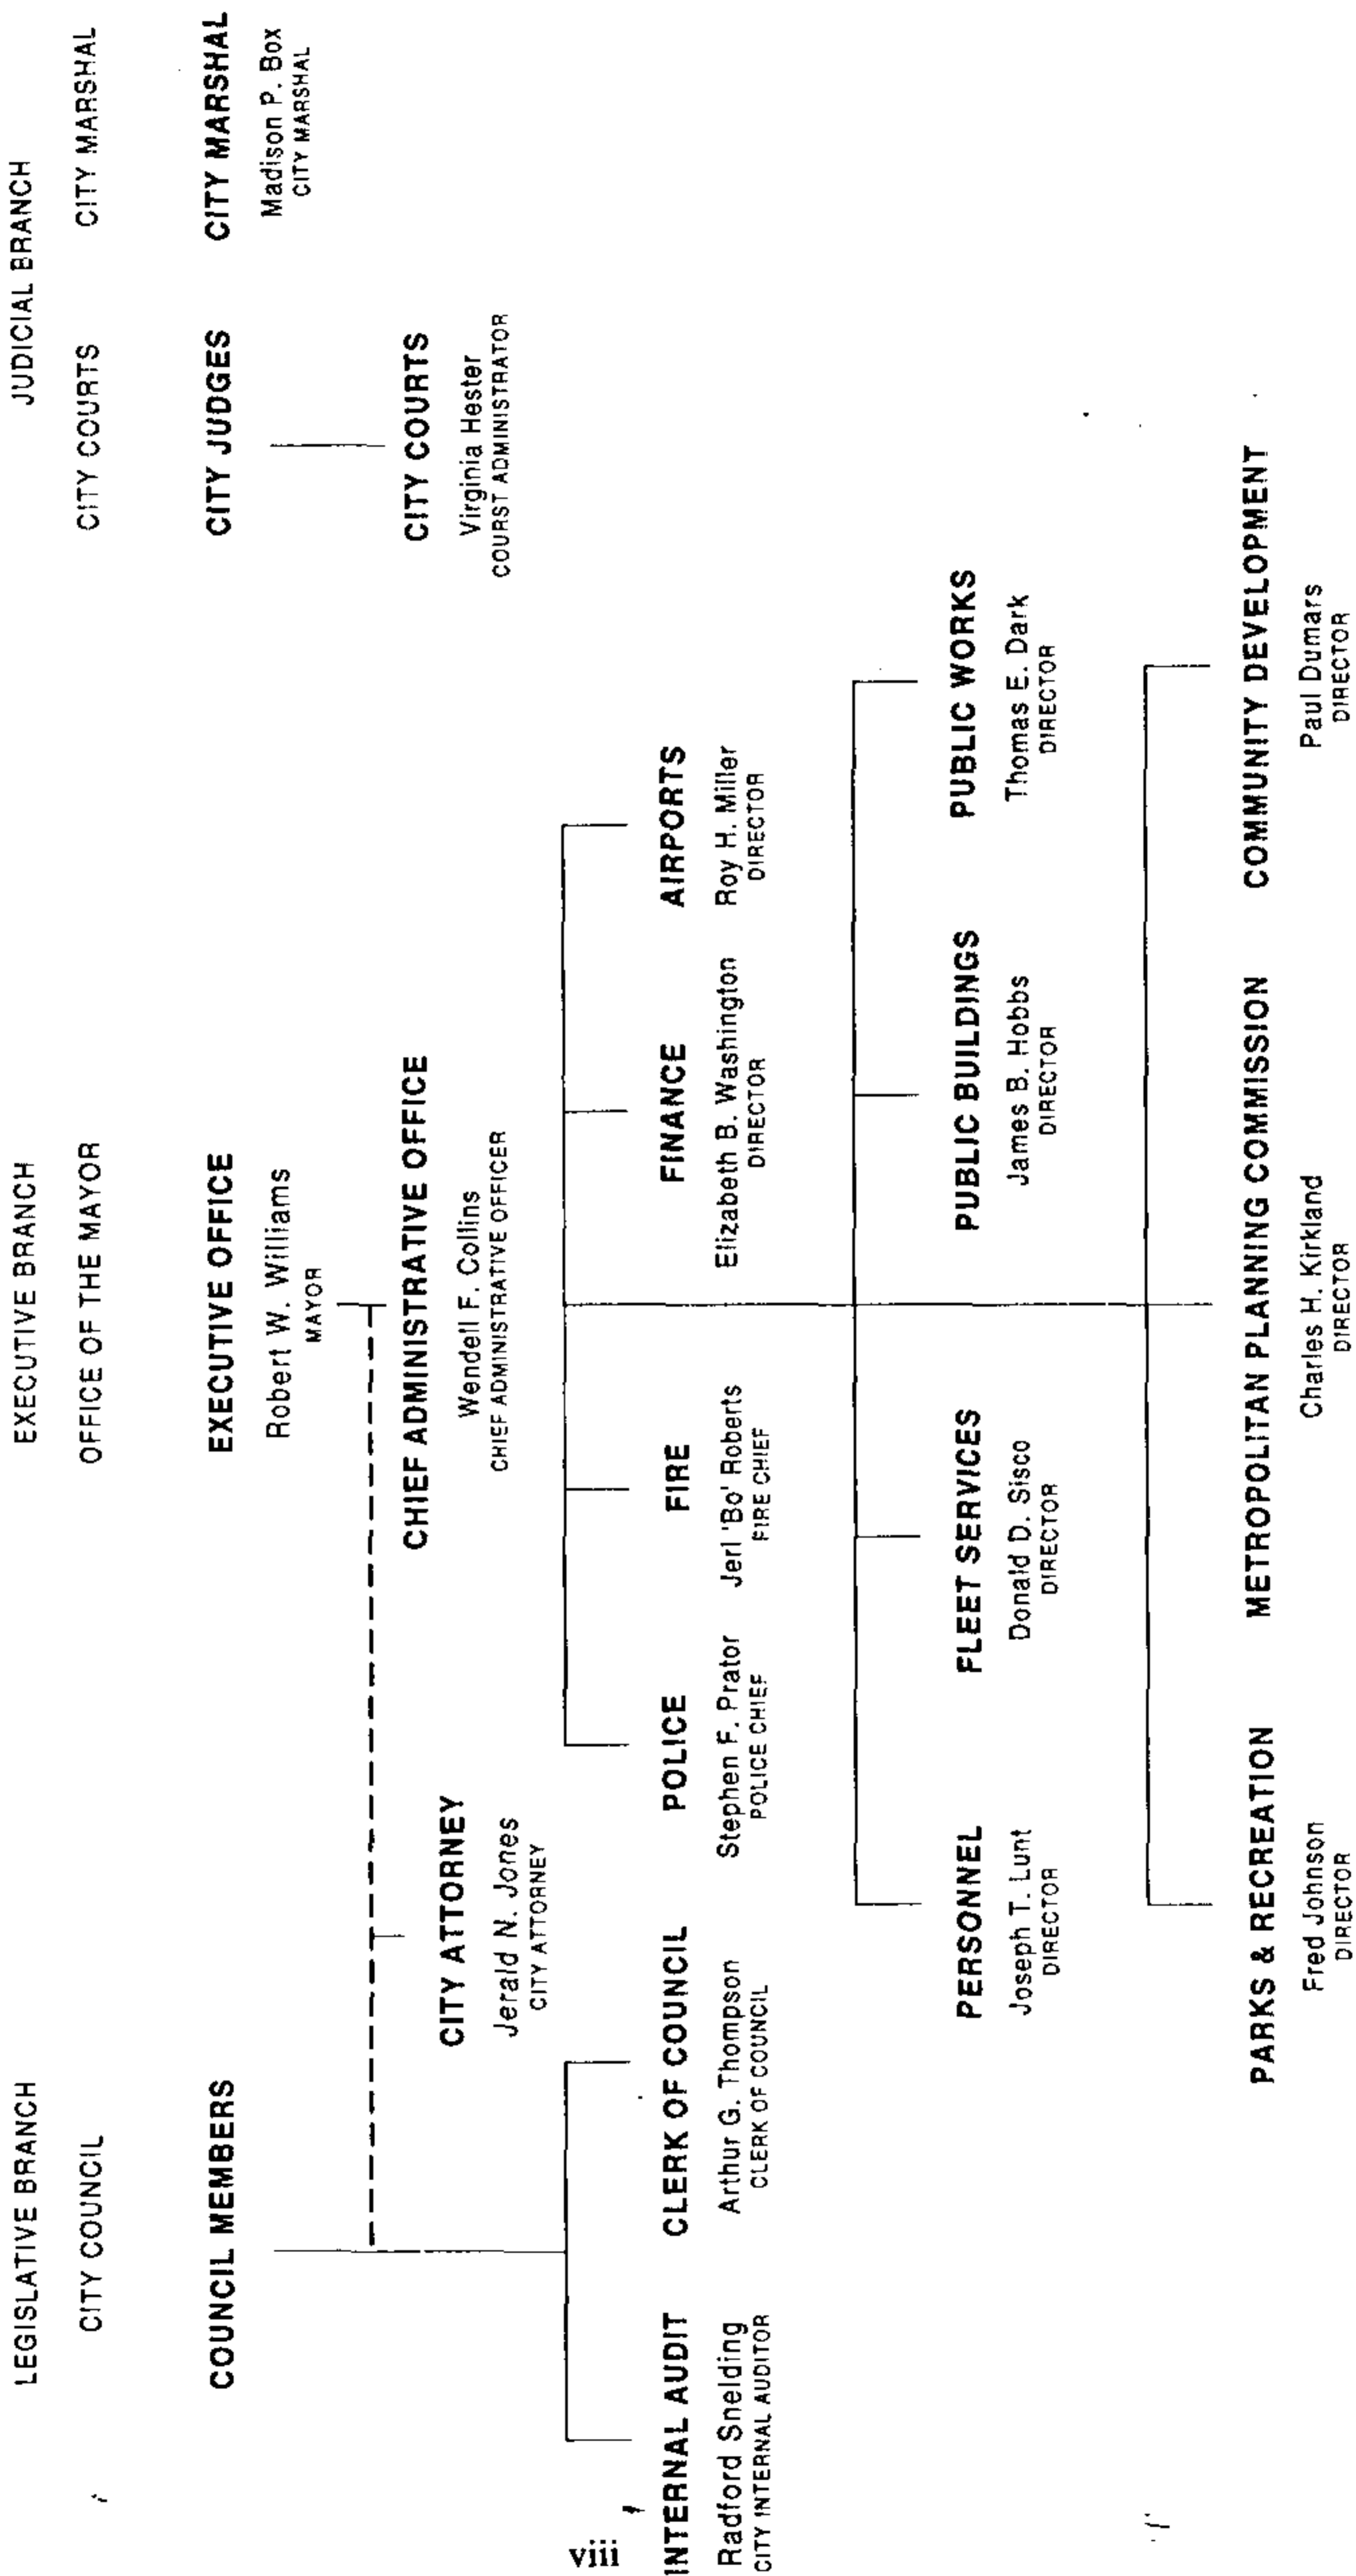 LEGISLATIVE BRANCH
EXECUTIVE BRANCH
JUDICIAL BRANCH
CITY COUNCIL
OFFICE OF THE MAYOR
CITY COURTS
CITY MARSHAL
COUNCIL MEMBERS
EXECUTIVE OFFICE
Robert W. Williams
MAYOR
CITY JUDGES
CITY MARSHAL
Madison P. Box
CITY MARSHAL
CITY ATTORNEY
Jerald N. Jones
CITY ATTORNEY
CHIEF ADMINISTRATIVE OFFICE
Wendell F. Collins
CHIEF ADMINISTRATIVE OFFICER
CITY COURTS
Virginia Hester
COURST ADMINISTRATOR
INTERNAL AUDIT
Radford Snelding
CITY INTERNAL AUDITOR
CLERK OF COUNCIL
Arthur G. Thompson
CLERK OF COUNCIL
POLICE
Stephen F. Prator
POLICE CHIEF
FIRE
Jerl 'Bo' Roberts
FIRE CHIEF
FINANCE
Elizabeth B. Washington
DIRECTOR
AIRPORTS
Roy H. Miller
DIRECTOR
PERSONNEL
Joseph T. Lunt
DIRECTOR
FLEET SERVICES
Donald D. Sisco
DIRECTOR
PUBLIC BUILDINGS
James B. Hobbs
DIRECTOR
PUBLIC WORKS
Thomas E. Dark
DIRECTOR
PARKS & RECREATION
Fred Johnson
DIRECTOR
METROPOLITAN PLANNING COMMISSION
Charles H. Kirkland
DIRECTOR
COMMUNITY DEVELOPMENT
Paul Dumars
DIRECTOR
viii